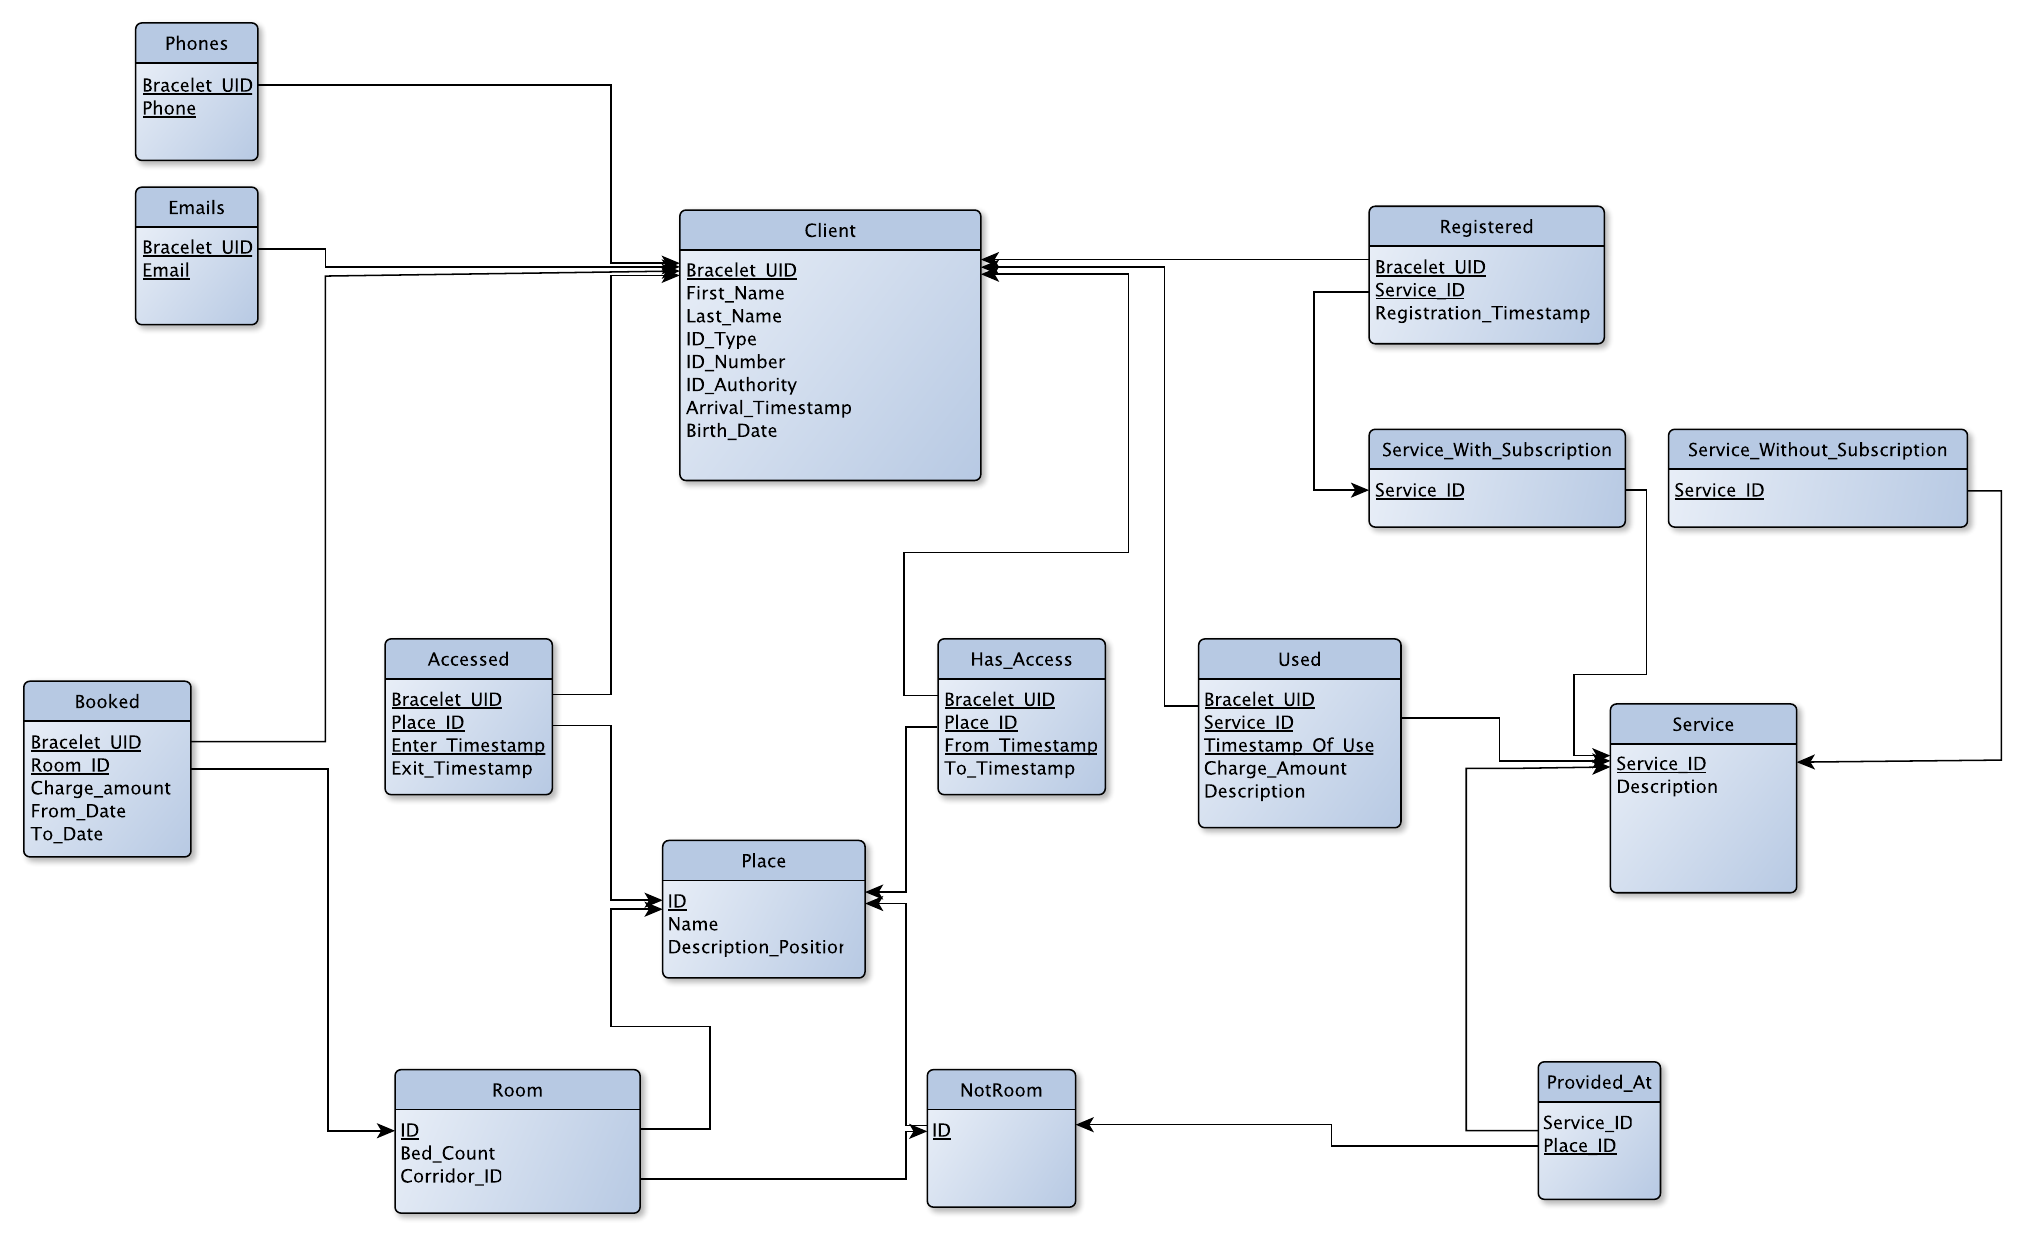 Phones
Bracelet_UID
Phone
Emails
Bracelet_UID
Email
Client
Bracelet_UID
First_Name
Last_Name
ID_Type
ID_Number
ID_Authority
Arrival_Timestamp
Birth_Date
Registered
Bracelet_UID
Service_ID
Registration_Timestamp
Service_With_Subscription
Service_ID
Service_Without_Subscription
Service_ID
Booked
Bracelet_UID
Room_ID
Charge_amount
From_Date
To_Date
Accessed
Bracelet_UID
Place_ID
Enter_Timestamp
Exit_Timestamp
Has_Access
Bracelet_UID
Place_ID
From_Timestamp
To_Timestamp
Used
Bracelet_UID
Service_ID
Timestamp_Of_Use
Charge_Amount
Description
Service
Service_ID
Description
Place
ID
Name
Description_Position
Room
ID
Bed_Count
Corridor_ID
NotRoom
ID
Provided_At
Service_ID
Place_ID